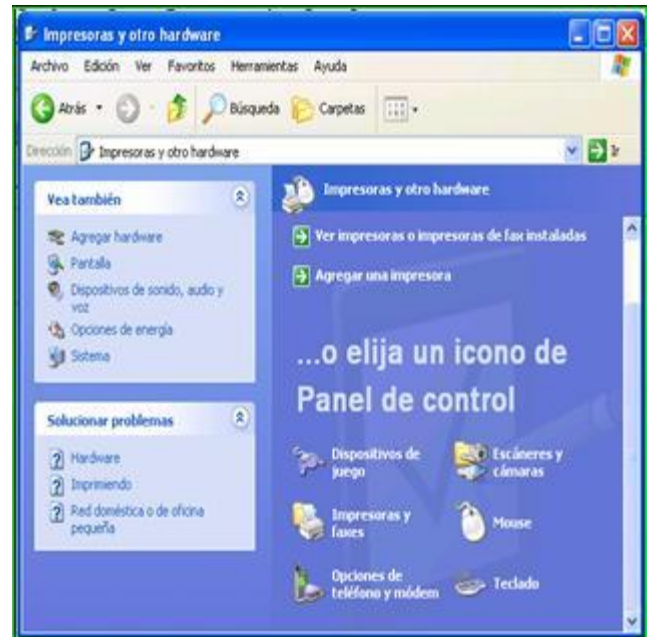 Impresoras y otro hardware
Archivo Edición Ver Favoritos Herramientas Ayuda
Atrás Búsqueda Carpetas
Dirección Impresoras y otro hardware Ir
Vea también
Agregar hardware
Pantalla
Dispositivos de sonido, audio y
voz
Opciones de energía
Sistema
Solucionar problemas
Hardware
Imprimiendo
Red doméstica o de oficina
pequeña
Impresoras y otro hardware
Ver impresoras o impresoras de fax instaladas
Agregar una impresora
...o elija un icono de
Panel de control
Dispositivos de
juego
Escáneres y
cámaras
Impresoras y
faxes
Mouse
Opciones de
teléfono y módem
Teclado